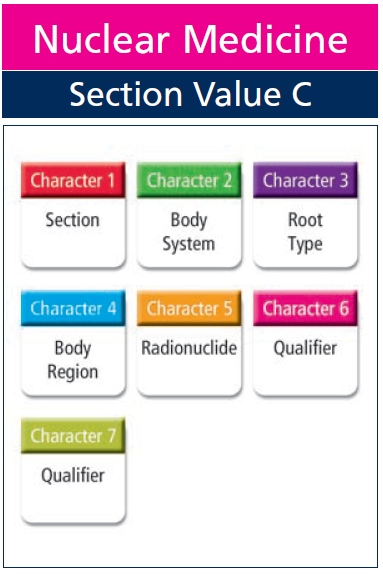 Nuclear Medicine
Section Value C
Character 1
Section
Character 2
Body
System
Character 3
Root
Type
Character 4
Body
Region
Character 5
Radionuclide
Character 6
Qualifier
Character 7
Qualifier